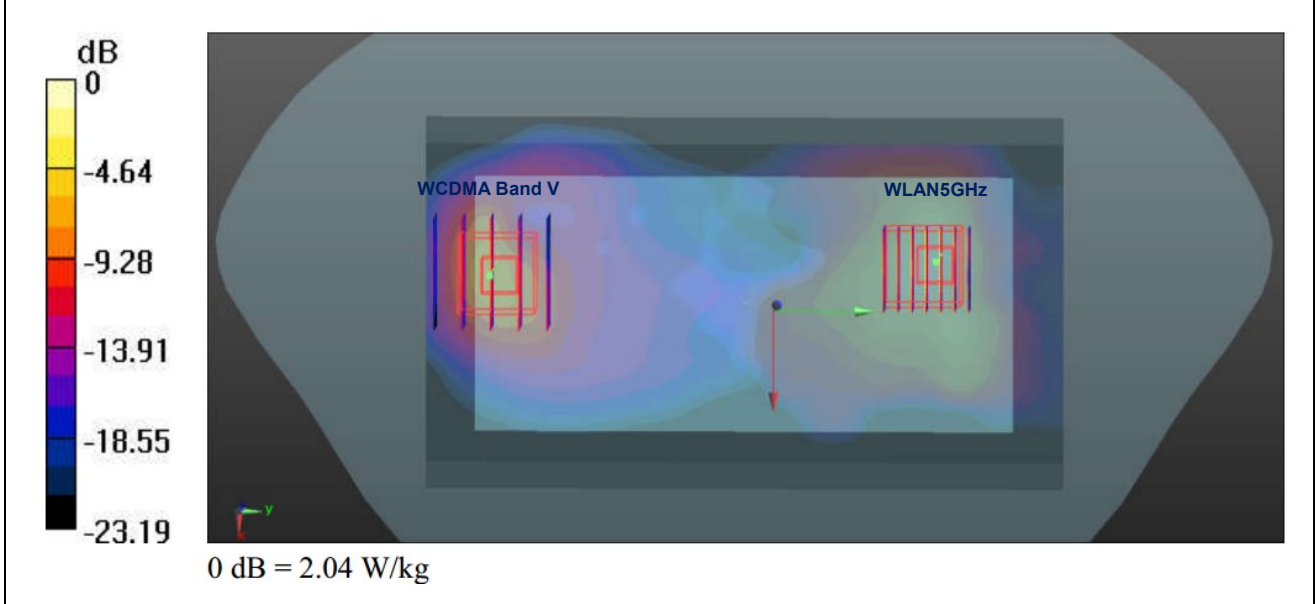 dB
0
-4.64
-9.28
-13.91
-18.55
-23.19
WCDMA Band V
WLAN5GHz
y
x
0 dB = 2.04 W/kg